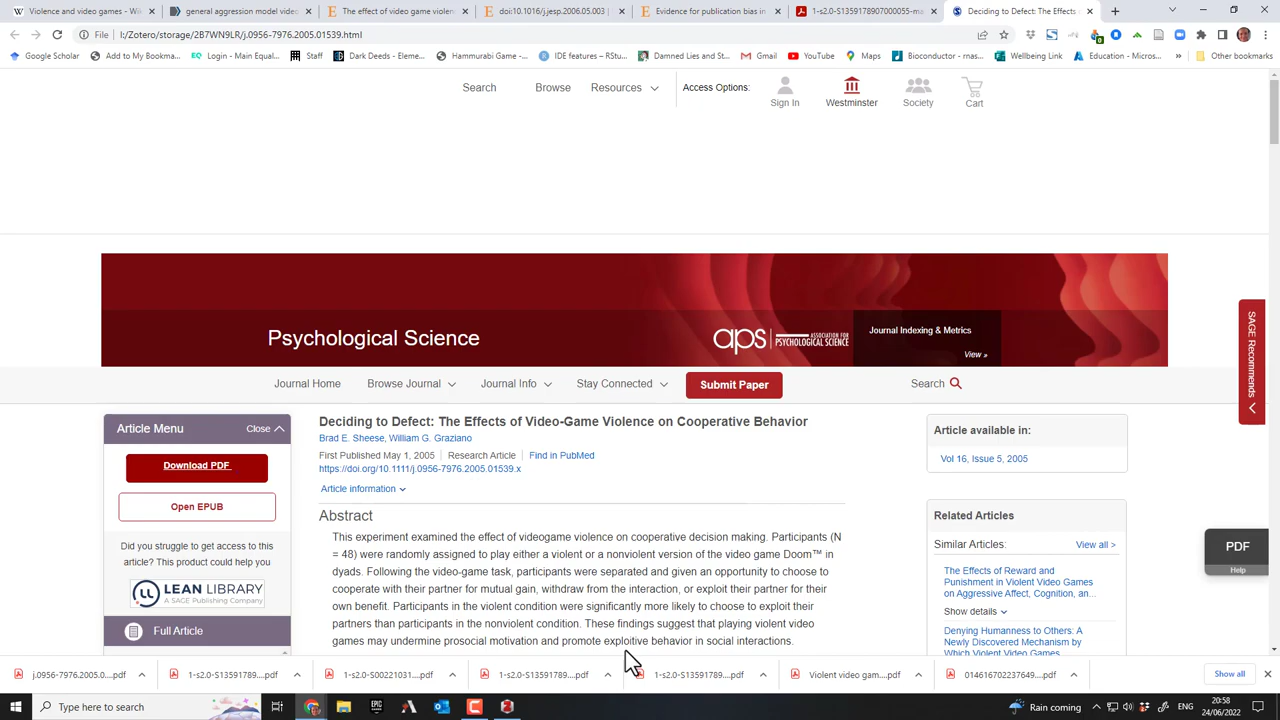 Violence and video games - Wi
general aggression model video
The effect of video game violen
doi:10.1016/j.jesp.2006.05.003
Evidence for publication bias in
1-s2.0-S1359178907000055-ma
Deciding to Defect: The Effects
File | I:/Zotero/storage/2B7WN9LR/j.0956-7976.2005.01539.html
Google Scholar
Add to My Bookma...
Login - Main Equal...
Staff
Dark Deeds - Eleme...
Hammurabi Game -...
IDE features – RStu...
Damned Lies and St...
Gmail
YouTube
Maps
Bioconductor - rnas...
Wellbeing Link
Education - Micros...
»
Other bookmarks
Search
Browse
Resources
Access Options:
Sign In
Westminster
Society
Cart
Psychological Science
aps
ASSOCIATION FOR
PSYCHOLOGICAL SCIENCE
Journal Indexing & Metrics
View »
SAGE Recommends
Journal Home
Browse Journal
Journal Info
Stay Connected
Submit Paper
Search
Article Menu
Close
Download PDF
Open EPUB
Did you struggle to get access to this
article? This product could help you
LEAN LIBRARY
A SAGE Publishing Company
Full Article
Deciding to Defect: The Effects of Video-Game Violence on Cooperative Behavior
Brad E. Sheese, William G. Graziano
First Published May 1, 2005 | Research Article | Find in PubMed
https://doi.org/10.1111/j.0956-7976.2005.01539.x
Article information
Abstract
This experiment examined the effect of videogame violence on cooperative decision making. Participants (N
= 48) were randomly assigned to play either a violent or a nonviolent version of the video game Doom™ in
dyads. Following the video-game task, participants were separated and given an opportunity to choose to
cooperate with their partner for mutual gain, withdraw from the interaction, or exploit their partner for their
own benefit. Participants in the violent condition were significantly more likely to choose to exploit their
partners than participants in the nonviolent condition. These findings suggest that playing violent video
games may undermine prosocial motivation and promote exploitive behavior in social interactions.
Article available in:
Vol 16, Issue 5, 2005
Related Articles
Similar Articles:
View all >
The Effects of Reward and
Punishment in Violent Video Games
on Aggressive Affect, Cognition, an...
Show details
Denying Humanness to Others: A
Newly Discovered Mechanism by
Which Violent Video Games
PDF
Help
j.0956-7976.2005.0....pdf
1-s2.0-S13591789....pdf
1-s2.0-S00221031....pdf
1-s2.0-S13591789....pdf
1-s2.0-S13591789....pdf
Violent video gam....pdf
014616702237649....pdf
Show all
Type here to search
EPIC
Rain coming
ENG
20:58
24/06/2022